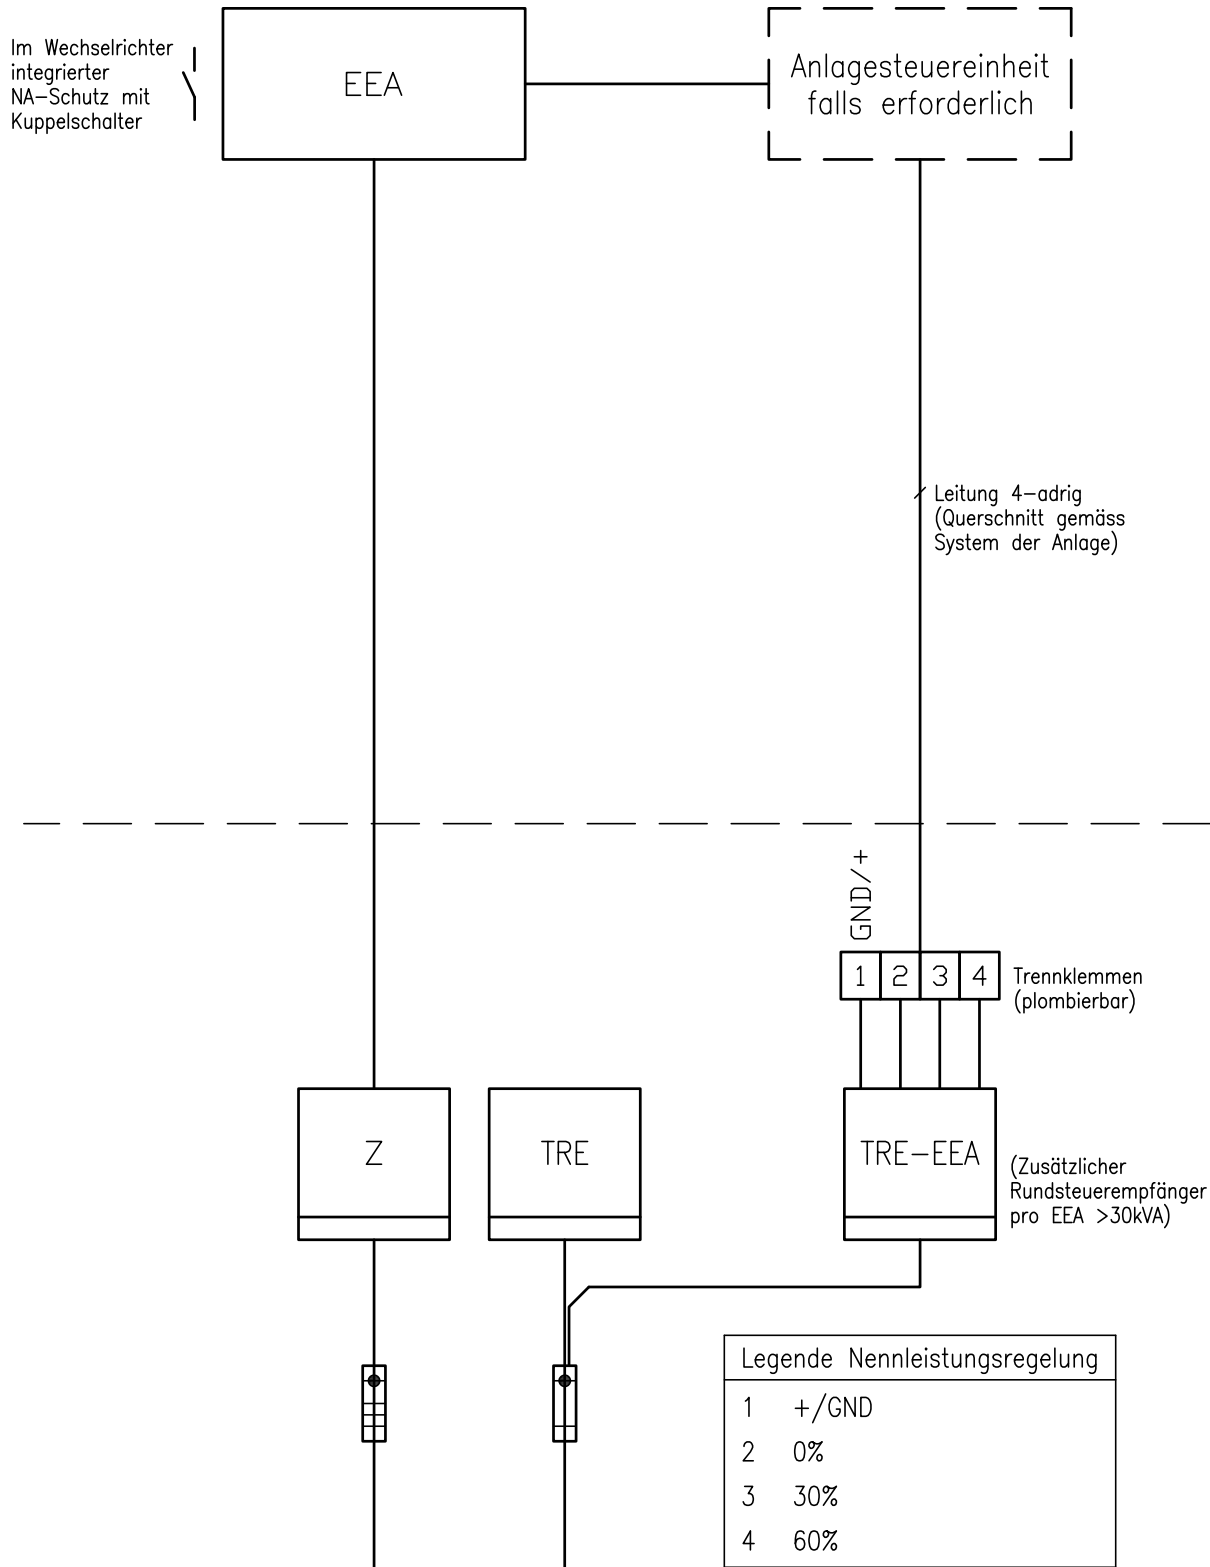 Im Wechselrichter
integrierter
NA-Schutz mit
Kuppelschalter
EEA
Anlagesteuereinheit
falls erforderlich
Leitung 4-adrig
(Querschnitt gemäss
System der Anlage)
GND/+
1 2 3 4
Trennklemmen
(plombierbar)
Z
TRE
TRE-EEA
(Zusätzlicher
Rundsteuerempfänger
pro EEA >30kVA)
Legende Nennleistungsregelung
1 +/GND
2 0%
3 30%
4 60%